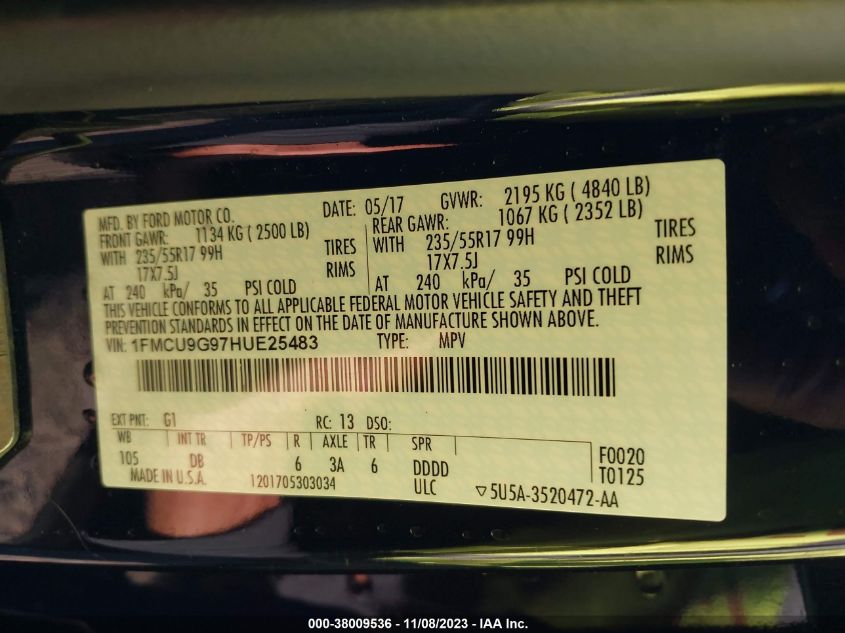 MFD. BY FORD MOTOR CO.
DATE: 05/17 GVWR: 2195 KG ( 4840 LB)
FRONT GAWR: 1134 KG ( 2500 LB) REAR GAWR: 1067 KG ( 2352 LB)
WITH 235/55R17 99H TIRES WITH 235/55R17 99H TIRES
17X7.5J RIMS 17X7.5J RIMS
AT 240 kPa/ 35 PSI COLD AT 240 kPa/ 35 PSI COLD
THIS VEHICLE CONFORMS TO ALL APPLICABLE FEDERAL MOTOR VEHICLE SAFETY AND THEFT
PREVENTION STANDARDS IN EFFECT ON THE DATE OF MANUFACTURE SHOWN ABOVE.
VIN: 1FMCU9G97HUE25483 TYPE: MPV
EXT PNT: G1 RC: 13 DSO:
WB INT TR TP/PS R AXLE TR SPR
105 DB 6 3A 6 DDDD F0020
MADE IN U.S.A. 1201705303034 ULC T0125
▽5U5A-3520472-AA
000-38009536 - 11/08/2023 - IAA Inc.